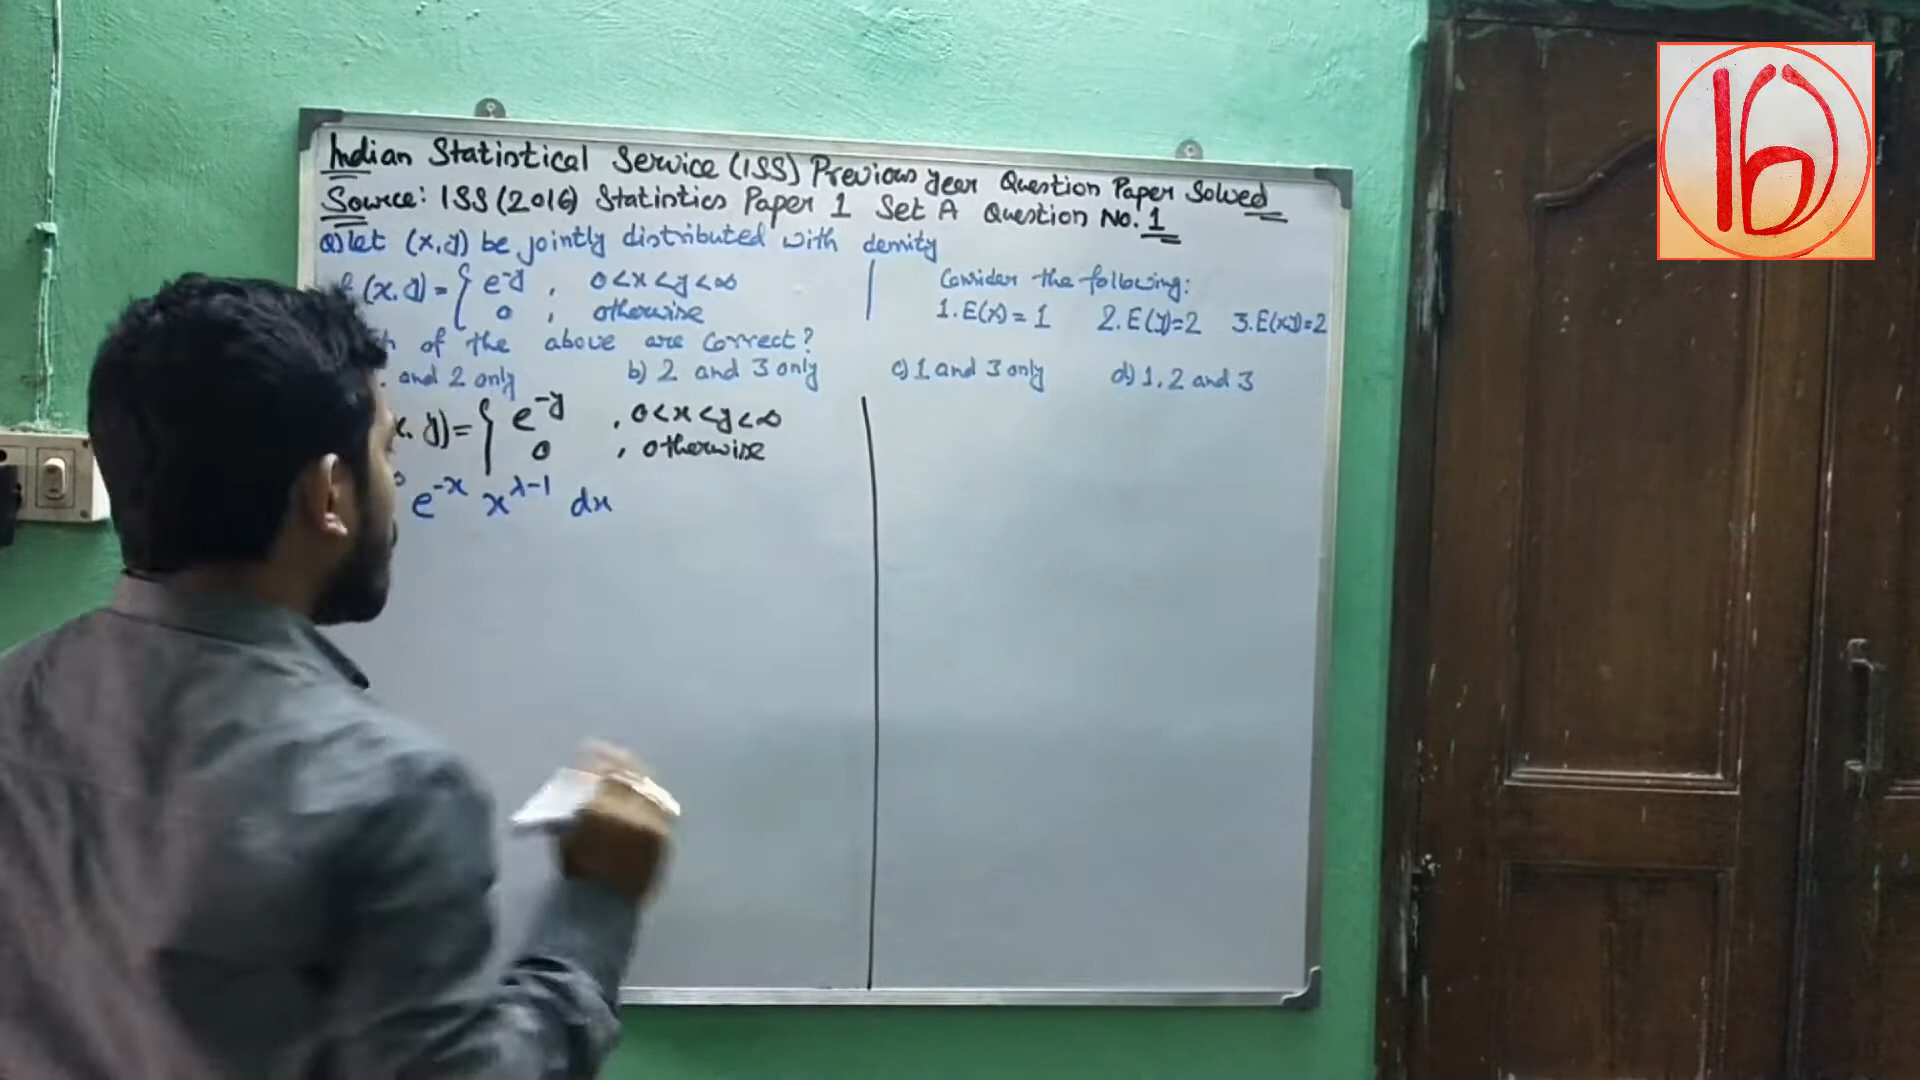 Indian Statistical Service (ISS) Previous year Question Paper Solved
Source: ISS (2016) Statistics Paper 1 Set A Question No. 1
Q) let (x,y) be jointly distributed with density
f(x,y) = { e^-y , 0<x<y<∞
0 , otherwise
Consider the following:
1. E(x) = 1 2. E(y)=2 3. E(xy)=2
of the above are correct?
. and 2 only b) 2 and 3 only c) 1 and 3 only d) 1, 2 and 3
x, y) = { e^-y , 0<x<y<∞
0 , otherwise
e^-x x^λ-1 dx